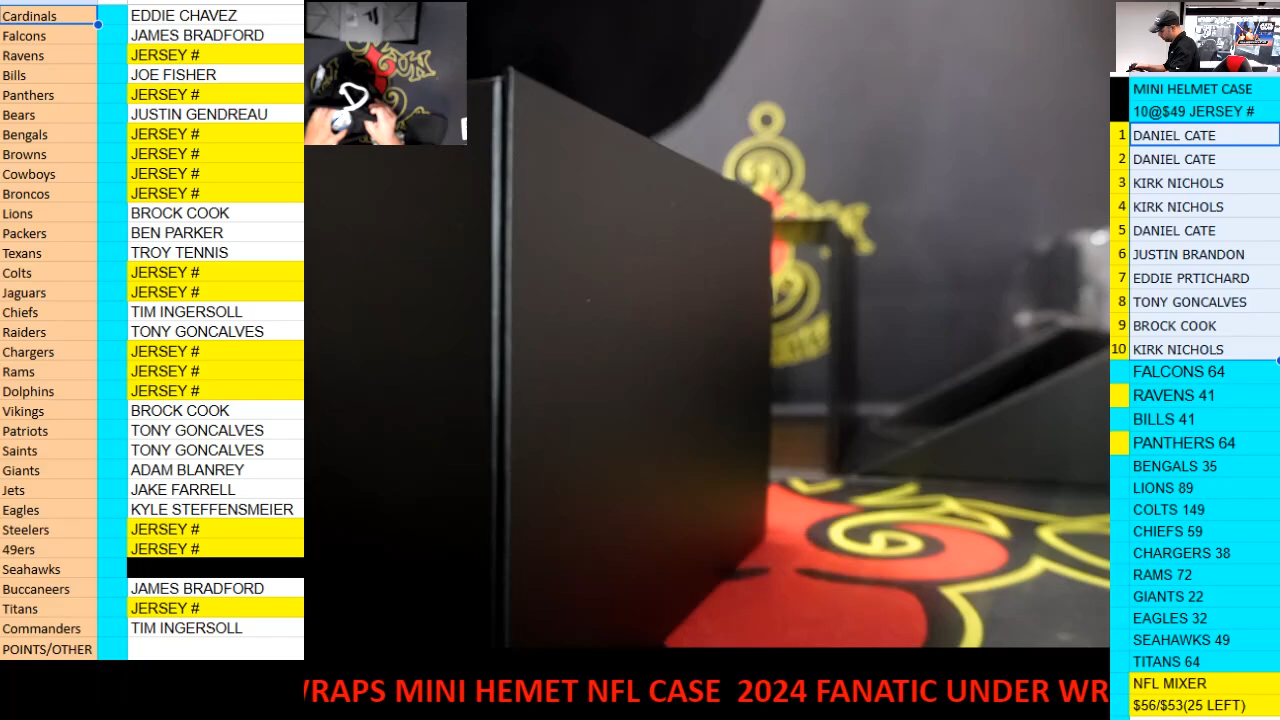 Cardinals EDDIE CHAVEZ
Falcons JAMES BRADFORD
Ravens JERSEY #
Bills JOE FISHER
Panthers JERSEY #
Bears JUSTIN GENDREAU
Bengals JERSEY #
Browns JERSEY #
Cowboys JERSEY #
Broncos JERSEY #
Lions BROCK COOK
Packers BEN PARKER
Texans TROY TENNIS
Colts JERSEY #
Jaguars JERSEY #
Chiefs TIM INGERSOLL
Raiders TONY GONCALVES
Chargers JERSEY #
Rams JERSEY #
Dolphins JERSEY #
Vikings BROCK COOK
Patriots TONY GONCALVES
Saints TONY GONCALVES
Giants ADAM BLANREY
Jets JAKE FARRELL
Eagles KYLE STEFFENSMEIER
Steelers JERSEY #
49ers JERSEY #
Seahawks
Buccaneers JAMES BRADFORD
Titans JERSEY #
Commanders TIM INGERSOLL
POINTS/OTHER
MINI HELMET CASE
10@$49 JERSEY #
1 DANIEL CATE
2 DANIEL CATE
3 KIRK NICHOLS
4 KIRK NICHOLS
5 DANIEL CATE
6 JUSTIN BRANDON
7 EDDIE PRTICHARD
8 TONY GONCALVES
9 BROCK COOK
10 KIRK NICHOLS
FALCONS 64
RAVENS 41
BILLS 41
PANTHERS 64
BENGALS 35
LIONS 89
COLTS 149
CHIEFS 59
CHARGERS 38
RAMS 72
GIANTS 22
EAGLES 32
SEAHAWKS 49
TITANS 64
NFL MIXER
$56/$53(25 LEFT)
WRAPS MINI HEMET NFL CASE 2024 FANATIC UNDER WR